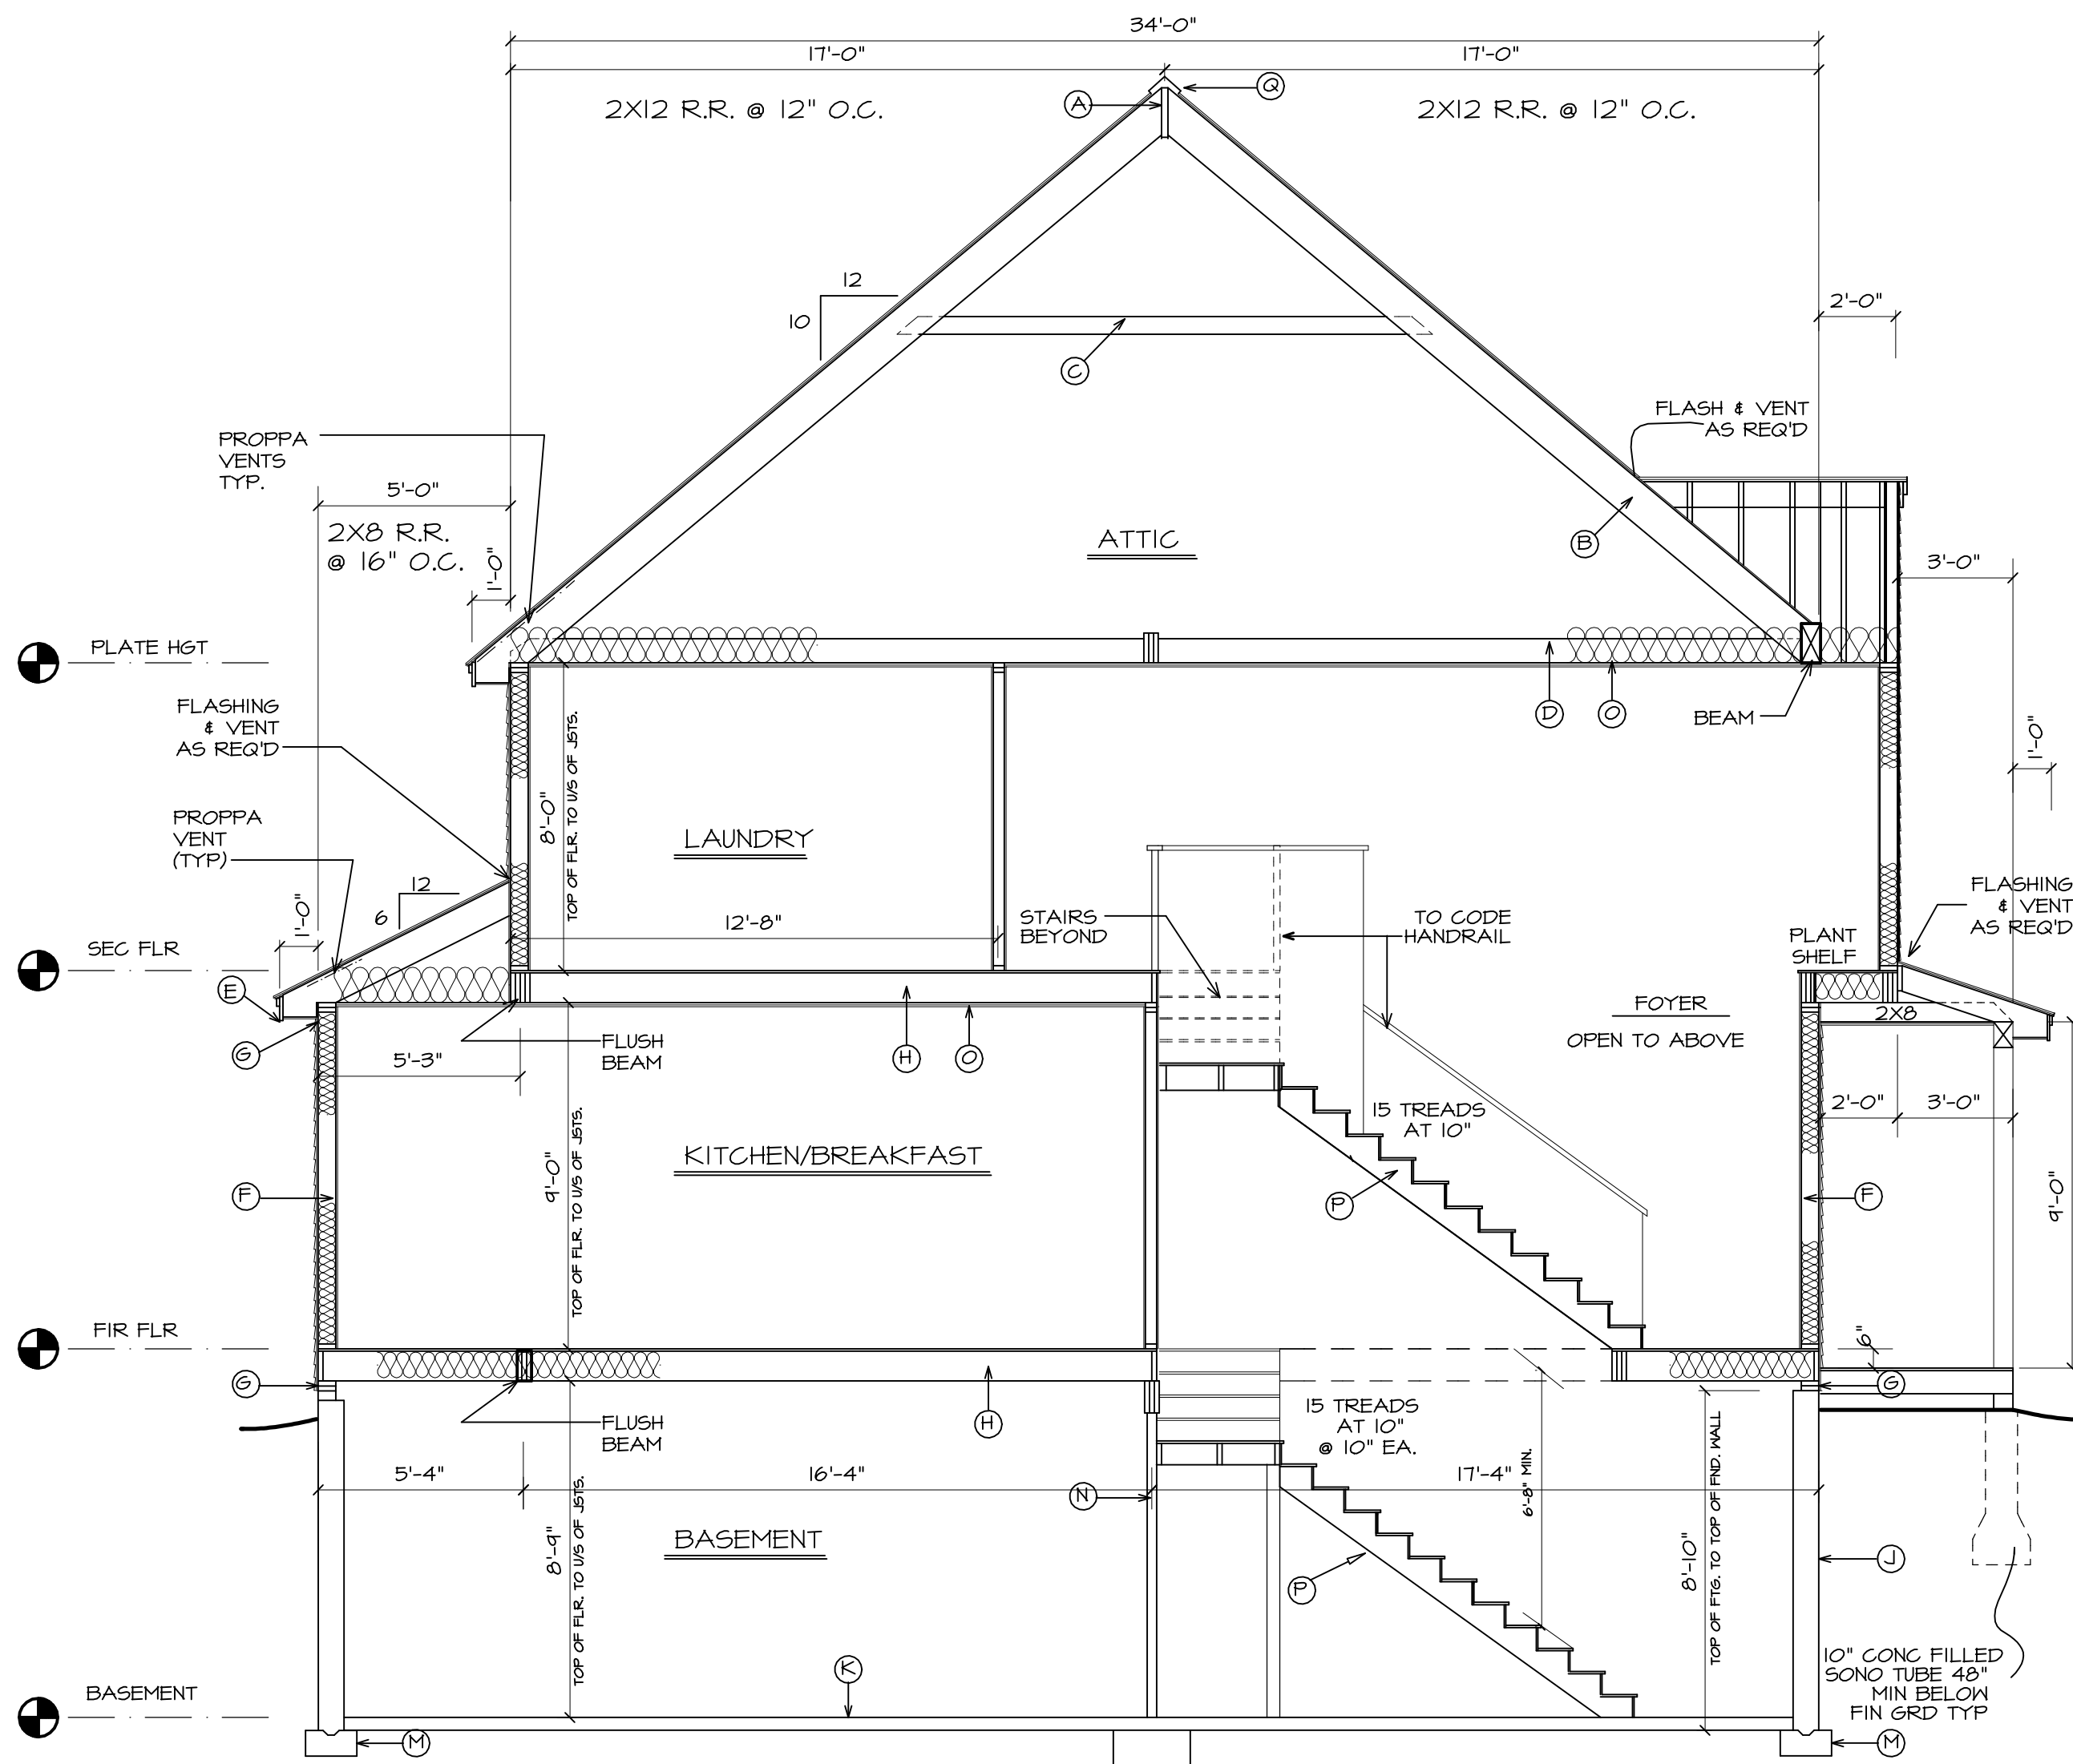 34'-0"
17'-0"
17'-0"
2X12 R.R. @ 12" O.C.
A
Q
2X12 R.R. @ 12" O.C.
12
10
2'-0"
C
FLASH & VENT
AS REQ'D
PROPPA
VENTS
TYP.
5'-0"
2X8 R.R.
@ 16" O.C.
1'-0"
ATTIC
B
3'-0"
PLATE HGT
FLASHING
& VENT
AS REQ'D
D
O
BEAM
1'-0"
8'-0"
TOP OF FLR. TO U/S OF JSTS.
PROPPA
VENT
(TYP)
LAUNDRY
12
6
1'-0"
12'-8"
STAIRS
BEYOND
TO CODE
HANDRAIL
FLASHING
& VENT
AS REQ'D
PLANT
SHELF
SEC FLR
E
G
FLUSH
BEAM
H
O
FOYER
OPEN TO ABOVE
2X8
5'-3"
15 TREADS
AT 10"
2'-0"
3'-0"
9'-0"
TOP OF FLR. TO U/S OF JSTS.
KITCHEN/BREAKFAST
F
P
F
9'-0"
FIR FLR
6"
G
G
FLUSH
BEAM
H
15 TREADS
AT 10"
@ 10" EA.
5'-4"
16'-4"
17'-4"
6'-8" MIN.
N
8'-9"
TOP OF FLR. TO U/S OF JSTS.
BASEMENT
P
8'-10"
TOP OF FTG. TO TOP OF FND. WALL
J
K
10" CONC FILLED
SONO TUBE 48"
MIN BELOW
FIN GRD TYP
BASEMENT
M
M